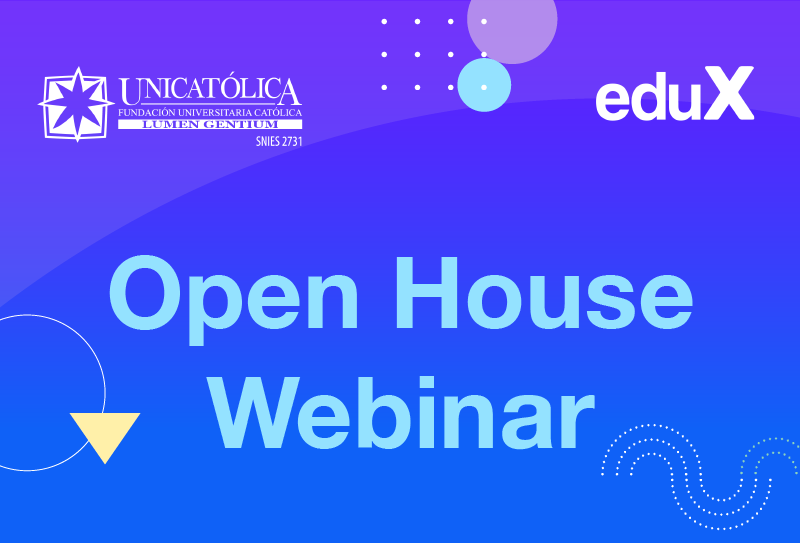 UNICATÓLICA
FUNDACIÓN UNIVERSITARIA CATÓLICA
LUMEN GENTIUM
SNIES 2731
eduX
Open House
Webinar